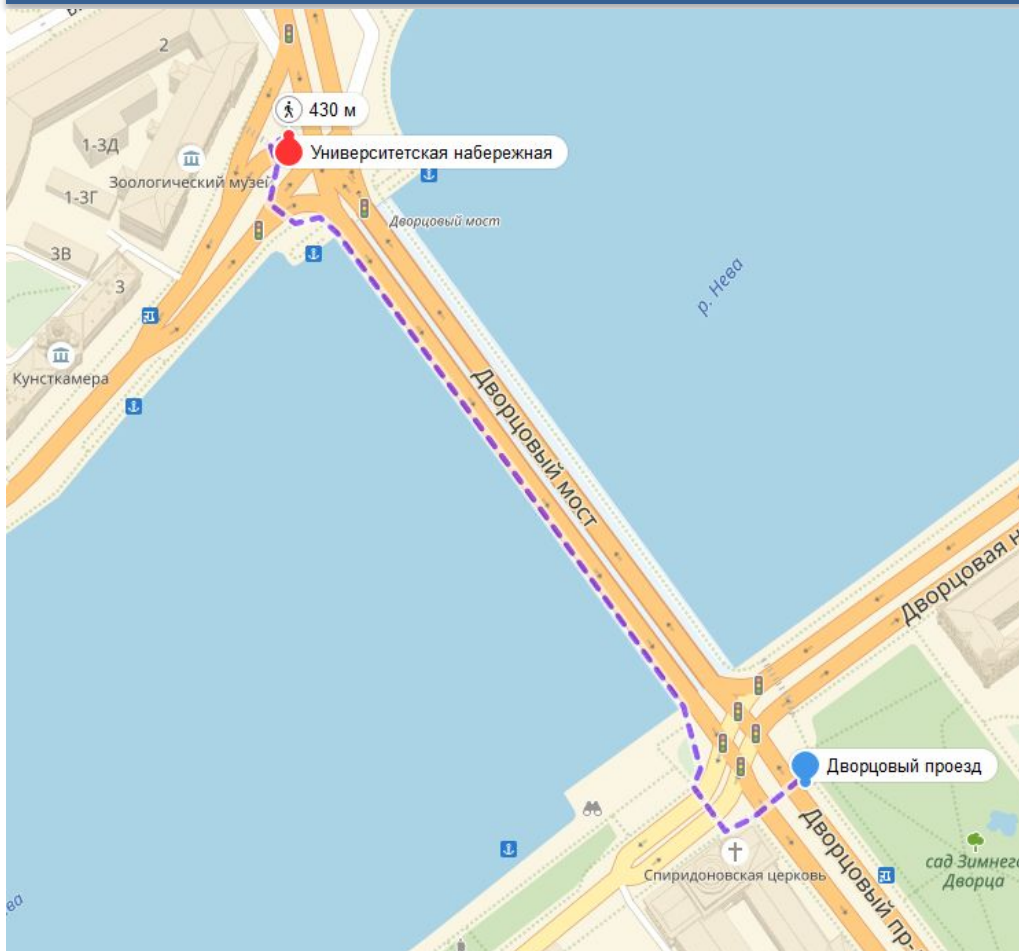 2
430 м
1-3Д
Университетская набережная
Зоологический музей
1-3Г
Дворцовый мост
3В
3
р. Нева
Кунсткамера
Дворцовый мост
Дворцовая н
Дворцовый проезд
Дворцовый пр-
сад Зимнего
Дворца
Спиридоновская церковь
ева